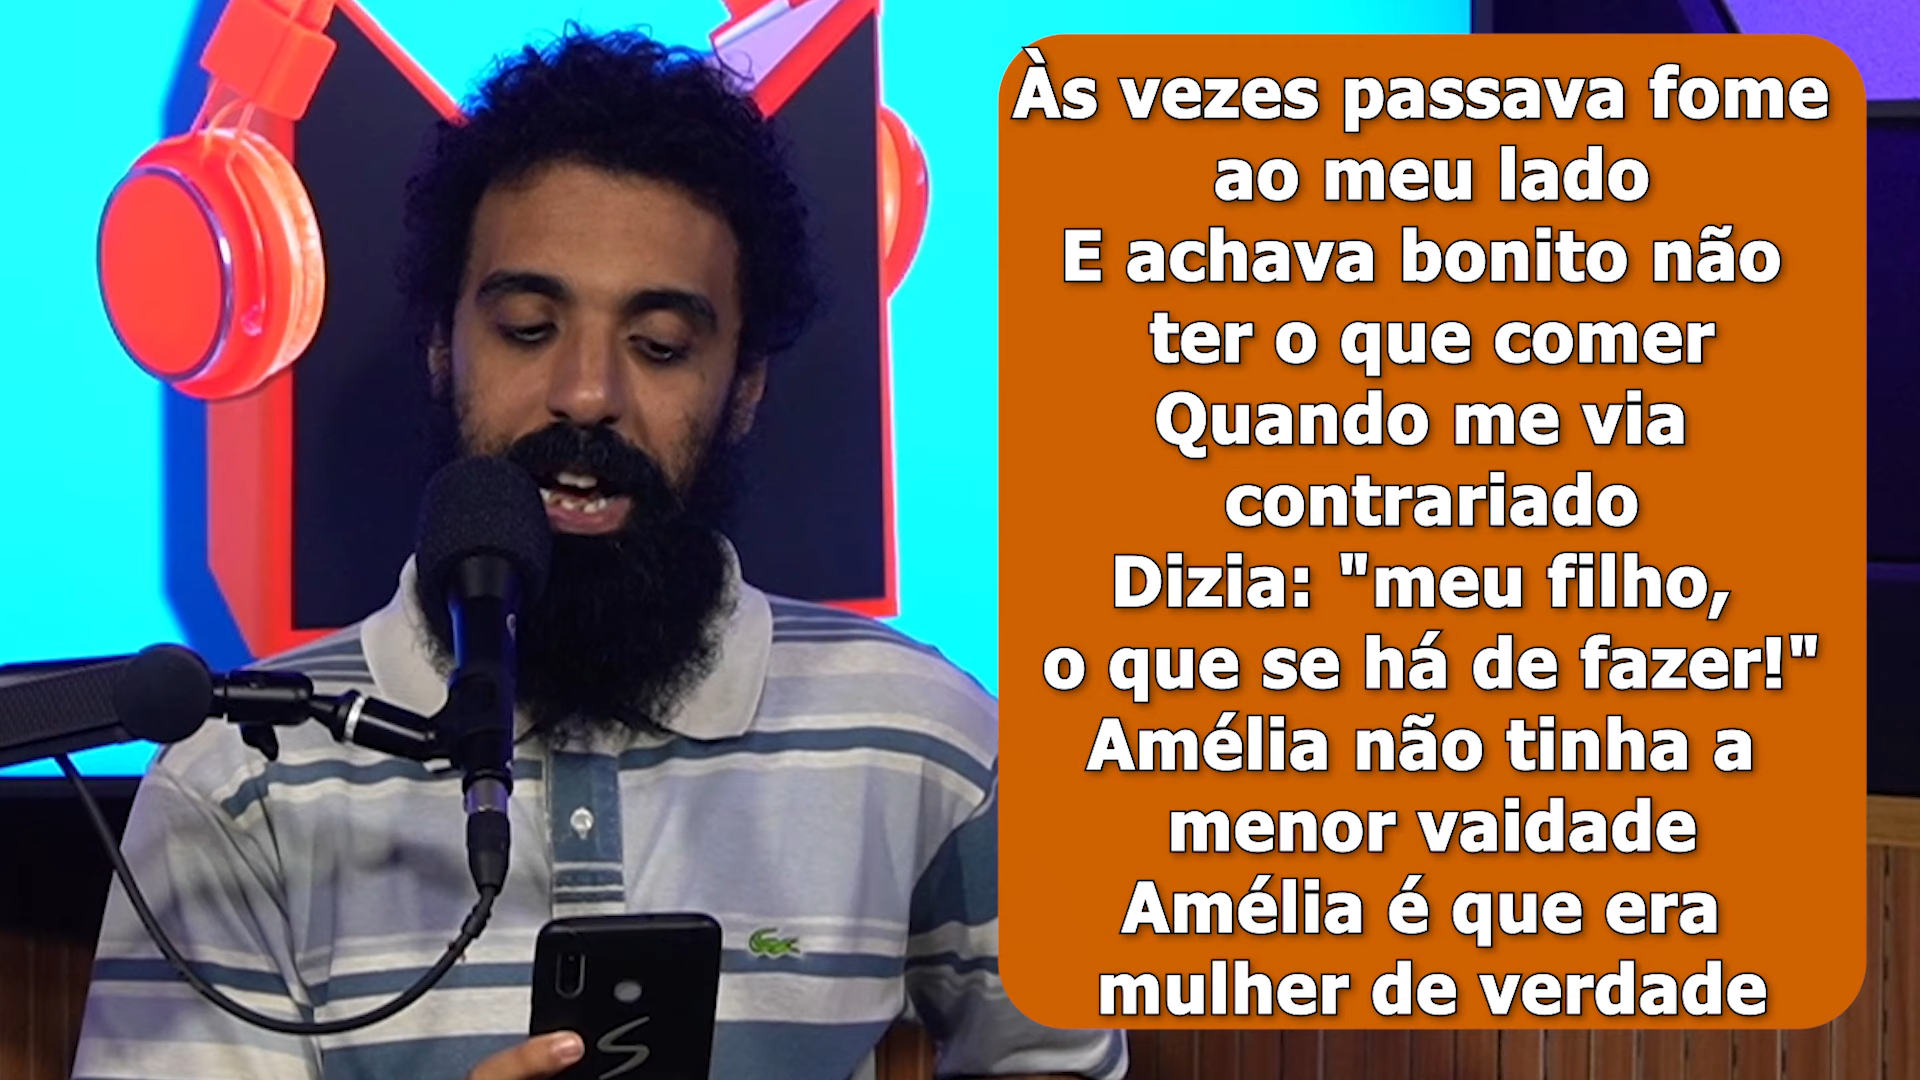 Às vezes passava fome
ao meu lado
E achava bonito não
ter o que comer
Quando me via
contrariado
Dizia: "meu filho,
o que se há de fazer!"
Amélia não tinha a
menor vaidade
Amélia é que era
mulher de verdade